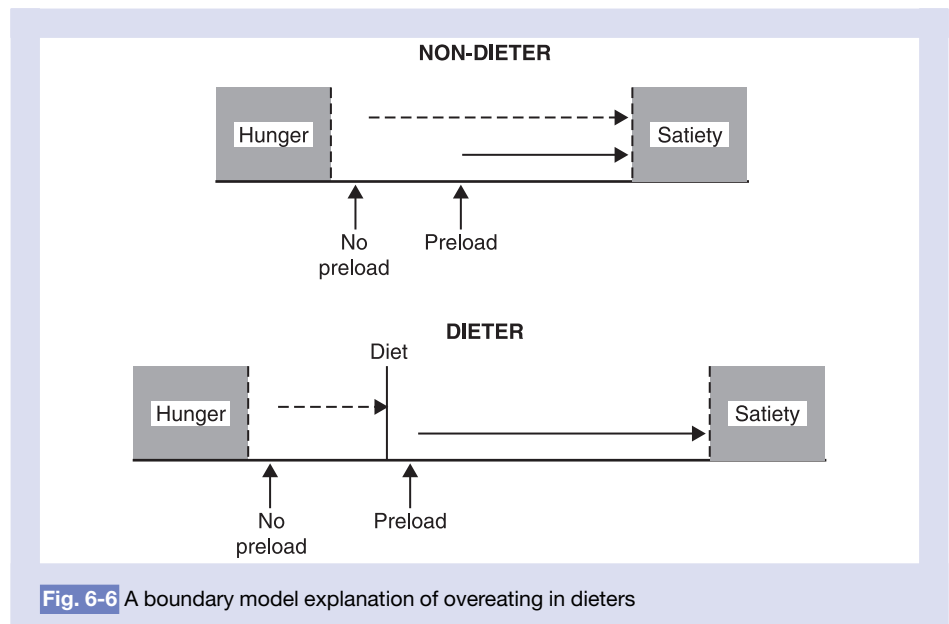 NON-DIETER
Hunger
Satiety
No
preload
Preload
DIETER
Diet
Hunger
Satiety
No
preload
Preload
Fig. 6-6 A boundary model explanation of overeating in dieters